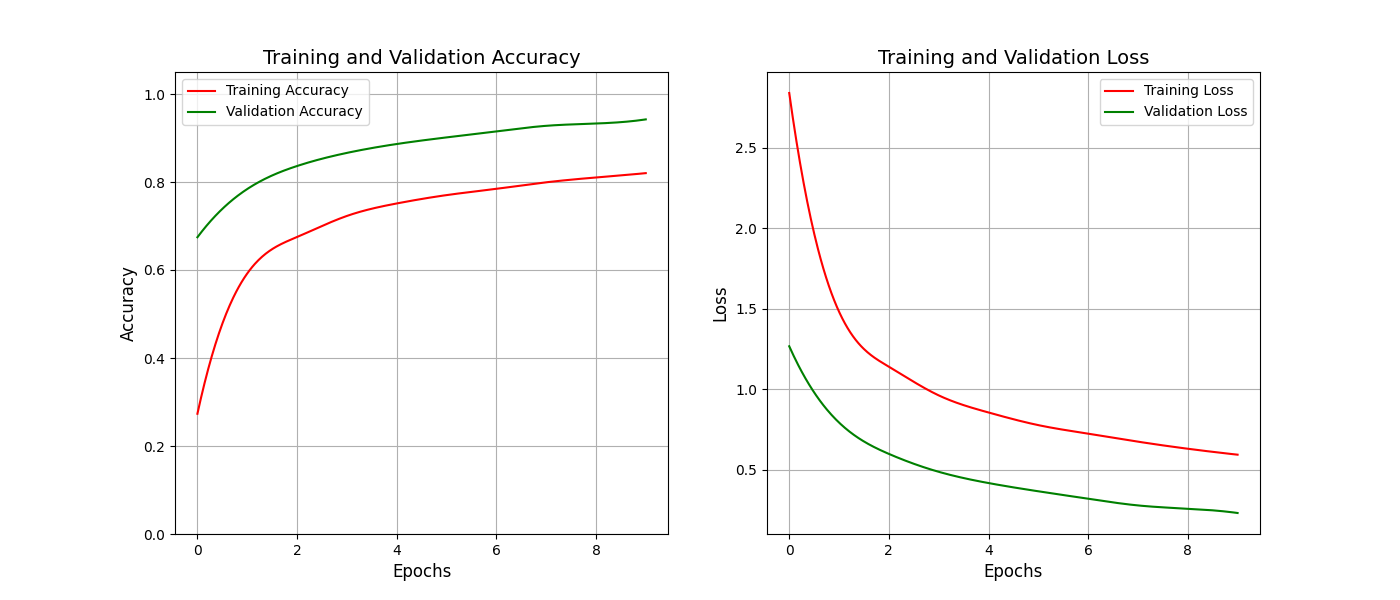 Training and Validation Accuracy
Training Accuracy
Validation Accuracy
1.0
0.8
0.6
0.4
0.2
0.0
Accuracy
0 2 4 6 8
Epochs
Training and Validation Loss
Training Loss
Validation Loss
2.5
2.0
1.5
1.0
0.5
Loss
0 2 4 6 8
Epochs